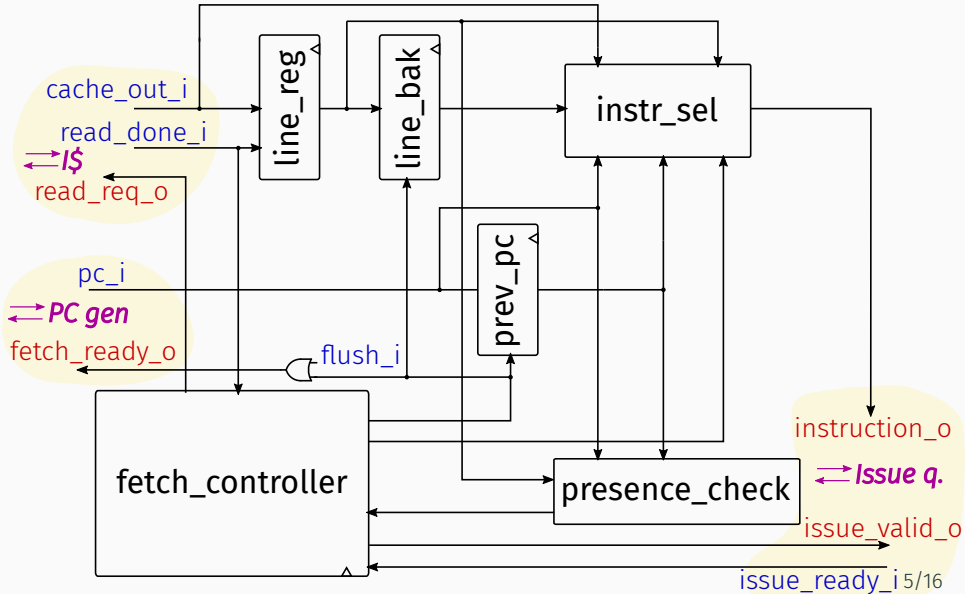 cache_out_i
read_done_i
I$
read_req_o
line_reg
line_bak
instr_sel
pc_i
PC gen
fetch_ready_o
prev_pc
flush_i
fetch_controller
presence_check
instruction_o
Issue q.
issue_valid_o
issue_ready_i
5/16